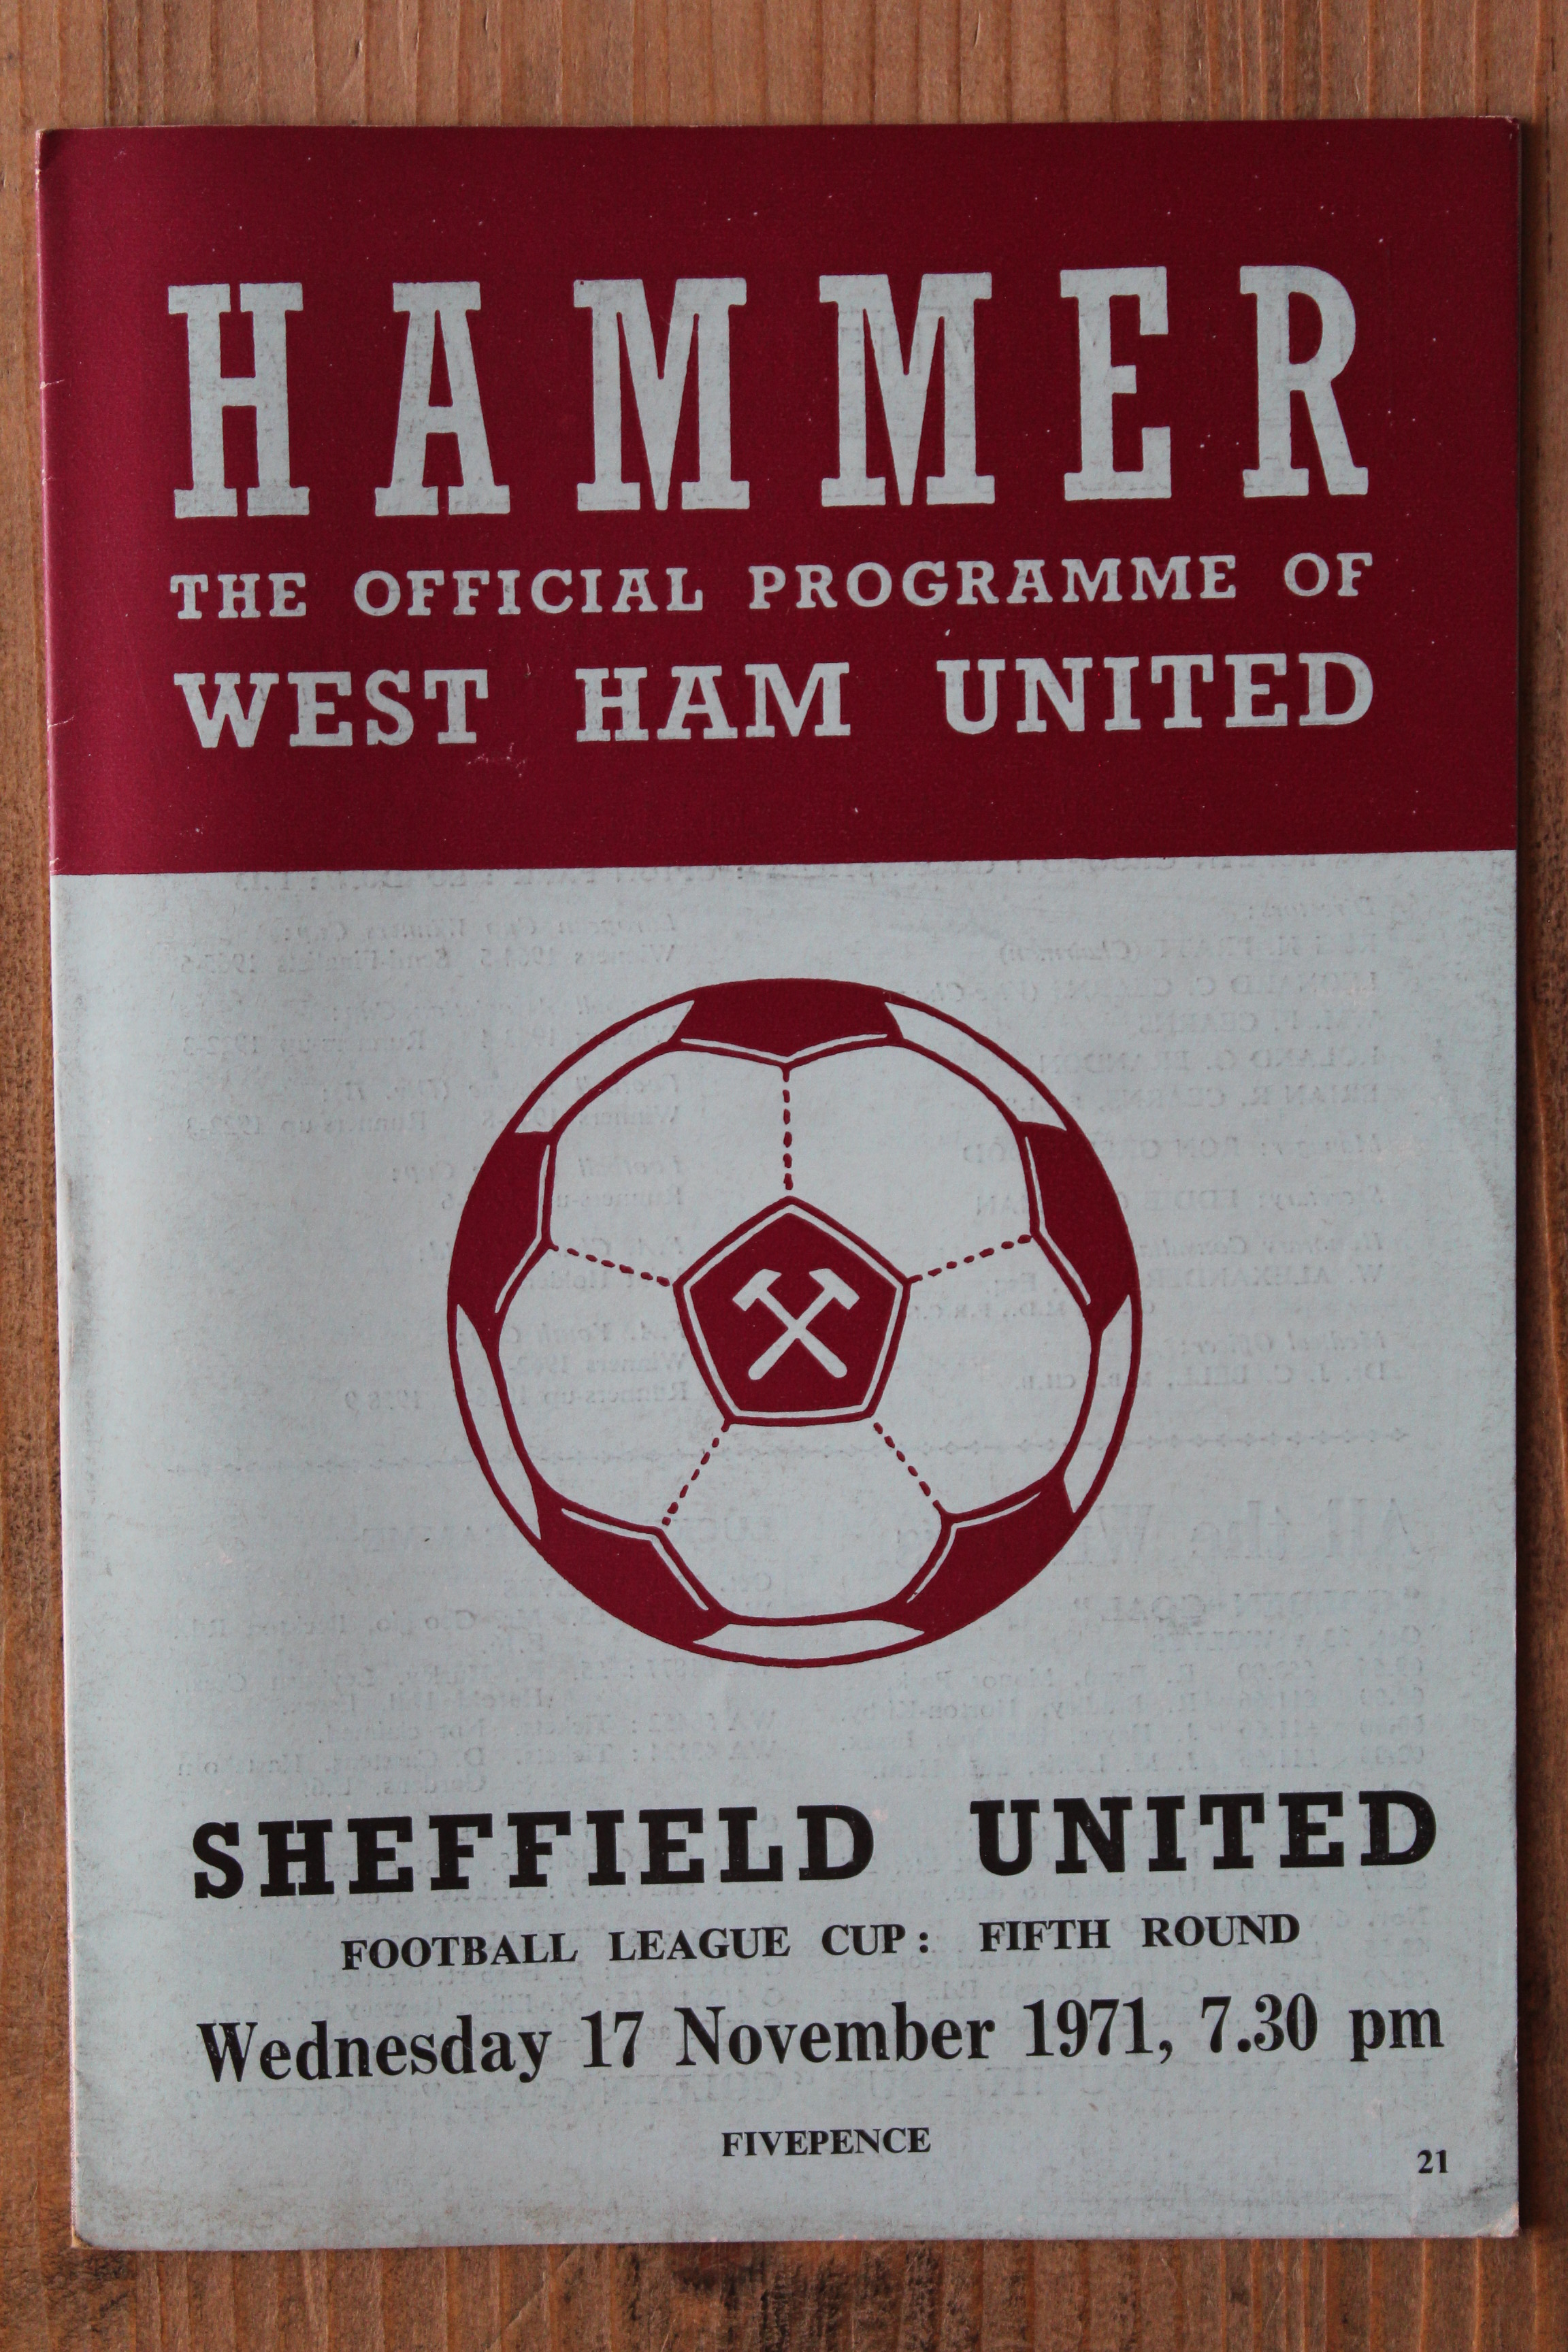 HAMMER
THE OFFICIAL PROGRAMME OF
WEST HAM UNITED
SHEFFIELD UNITED
FOOTBALL LEAGUE CUP: FIFTH ROUND
Wednesday 17 November 1971, 7.30 pm
FIVEPENCE
21